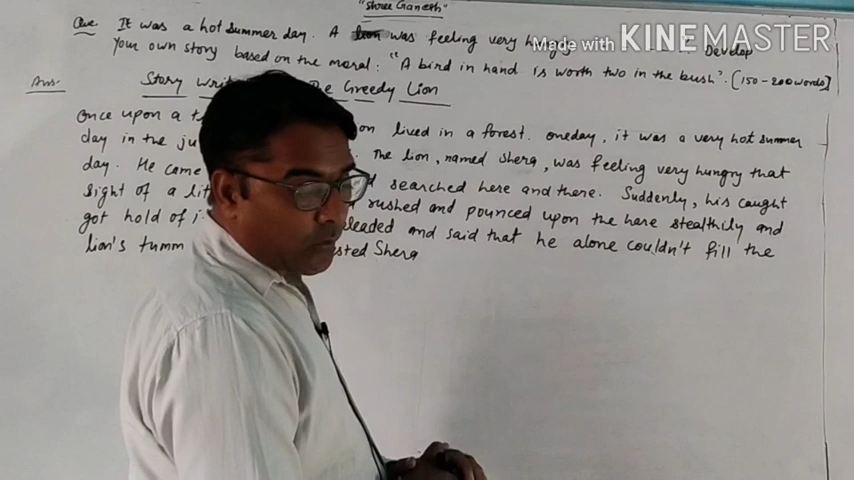 "Shree Ganesh"
Que It was a hot summer day. A was feeling very hungry Develop
your own story based on the moral: "A bird in hand is worth two in the bush". [150-200 words]
Ans. Story Greedy Lion
Once upon a lived in a forest. oneday, it was a very hot summer
day in the The lion, named Shera, was feeling very hungry that
day. He came searched here and there. Suddenly, his caught
sight of a rushed and pounced upon the hare stealthily and
got hold of and said that he alone couldn't fill the
lion's Shera
Made with KINEMASTER